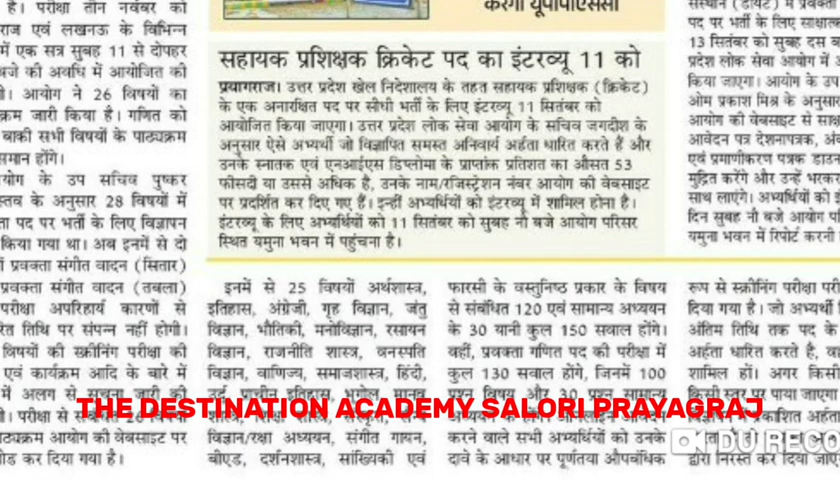 करेगी यूपीपीएससी
सहायक प्रशिक्षक क्रिकेट पद का इंटरव्यू 11 को
प्रयागराज। उत्तर प्रदेश खेल निदेशालय के तहत सहायक प्रशिक्षक (क्रिकेट)
के एक अनारक्षित पद पर सीधी भर्ती के लिए इंटरव्यू 11 सितंबर को
आयोजित किया जाएगा। उत्तर प्रदेश लोक सेवा आयोग के सचिव जगदीश के
अनुसार ऐसे अभ्यर्थी जो विज्ञापित समस्त अनिवार्य अर्हता धारित करते हैं और
उनके स्नातक एवं एनआईएस डिप्लोमा के प्राप्तांक प्रतिशत का औसत 53
फीसदी या उससे अधिक है, उनके नाम/रजिस्ट्रेशन नंबर आयोग की वेबसाइट
पर प्रदर्शित कर दिए गए हैं। इन्हीं अभ्यर्थियों को इंटरव्यू में शामिल होना है।
इंटरव्यू के लिए अभ्यर्थियों को 11 सितंबर को सुबह नौ बजे आयोग परिसर
स्थित यमुना भवन में पहुंचना है।
है। परीक्षा तीन नवंबर को
राज एवं लखनऊ के विभिन्न
में एक सत्र सुबह 11 से दोपहर
बजे की अवधि में आयोजित की
। आयोग ने 26 विषयों का
क्रम जारी किया है। गणित को
बाकी सभी विषयों के पाठ्यक्रम
समान होंगे।
योग के उप सचिव पुष्कर
स्तव के अनुसार 28 विषयों में
ता पद पर भर्ती के लिए विज्ञापन
किया गया था। अब इनमें से दो
प्रवक्ता संगीत वादन (सितार)
प्रवक्ता संगीत वादन (तबला)
परीक्षा अपरिहार्य कारणों से
रित तिथि पर संपन्न नहीं होगी।
विषयों की स्क्रीनिंग परीक्षा की
एवं कार्यक्रम आदि के बारे में
में अलग से सूचना जारी की
। परीक्षा से
ाठ्यक्रम आयोग की वेबसाइट पर
ोड कर दिया गया है।
इनमें से 25 विषयों अर्थशास्त्र,
इतिहास, अंग्रेजी, गृह विज्ञान, जंतु
विज्ञान, भौतिकी, मनोविज्ञान, रसायन
विज्ञान, राजनीति शास्त्र, वनस्पति
विज्ञान, वाणिज्य, समाजशास्त्र, हिंदी,
उर्दू, प्राचीन इतिहास, भूगोल, मानव
विज्ञान/रक्षा अध्ययन, संगीत गायन,
बीएड, दर्शनशास्त्र, सांख्यिकी एवं
फारसी के वस्तुनिष्ठ प्रकार के विषय
से संबंधित 120 एवं सामान्य अध्ययन
के 30 यानी कुल 150 सवाल होंगे।
वहीं, प्रवक्ता गणित पद की परीक्षा में
कुल 130 सवाल होंगे, जिनमें 100
प्रश्न विषय और 30 प्रश्न सामान्य
करने वाले सभी अभ्यर्थियों को उनके
दावे के आधार पर पूर्णतया औपबंधिक
पद पर भर्ती के लिए साक्षात्
13 सितंबर को सुबह दस ब
प्रदेश लोक सेवा आयोग में अ
किया जाएगा। आयोग के उप
ओम प्रकाश मिश्र के अनुसा
आयोग की वेबसाइट से साक्ष
आवेदन पत्र देशनापत्रक, अं
एवं प्रमाणीकरण पत्रक डाउन
मुद्रित करेंगे और उन्हें भरकर
साथ लाएंगे। अभ्यर्थियों को इ
दिन सुबह नौ बजे आयोग प
यमुना भवन में रिपोर्ट करनी
रूप से स्क्रीनिंग परीक्षा परी
दिया गया है। जो अभ्यर्थी
अंतिम तिथि तक पद के
अर्हता धारित करते है, व
शामिल हों। अगर किसी
किसी स्तर पर पाया जाएगा
द्वारा निरस्त कर दिया जाए
THE DESTINATION ACADEMY SALORI PRAYAGRAJ
DU RECO